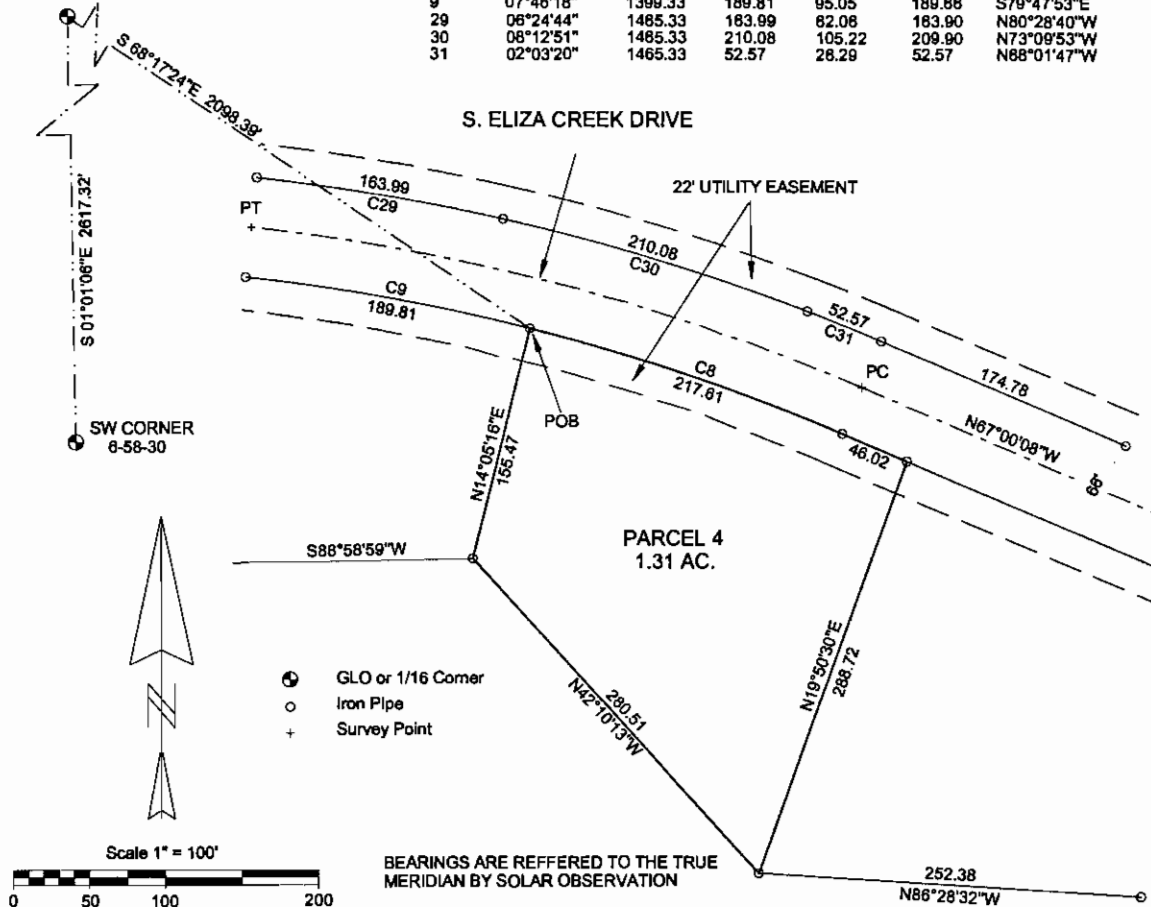 9 07°46'18" 1399.33 189.81 95.05 189.66 S79°47'53"E
29 06°24'44" 1465.33 163.99 82.08 163.90 N80°28'40"W
30 08°12'51" 1465.33 210.08 105.22 209.90 N73°09'53"W
31 02°03'20" 1465.33 52.57 26.29 52.57 N68°01'47"W
S 68°17'24"E 2098.39'
S. ELIZA CREEK DRIVE
22' UTILITY EASEMENT
163.99
C29
PT
210.08
C30
S 01°01'06"E 2617.32'
C9
189.81
52.57
C31
PC
C8
217.61
174.78
POB
46.02
N67°00'08"W
66'
SW CORNER
6-58-30
N14°05'16"E
155.47
PARCEL 4
1.31 AC.
S88°58'59"W
N19°50'30"E
288.72
280.51
N42°10'13"W
GLO or 1/16 Corner
Iron Pipe
Survey Point
N
Scale 1" = 100'
0 50 100 200
BEARINGS ARE REFFERED TO THE TRUE
MERIDIAN BY SOLAR OBSERVATION
252.38
N86°28'32"W